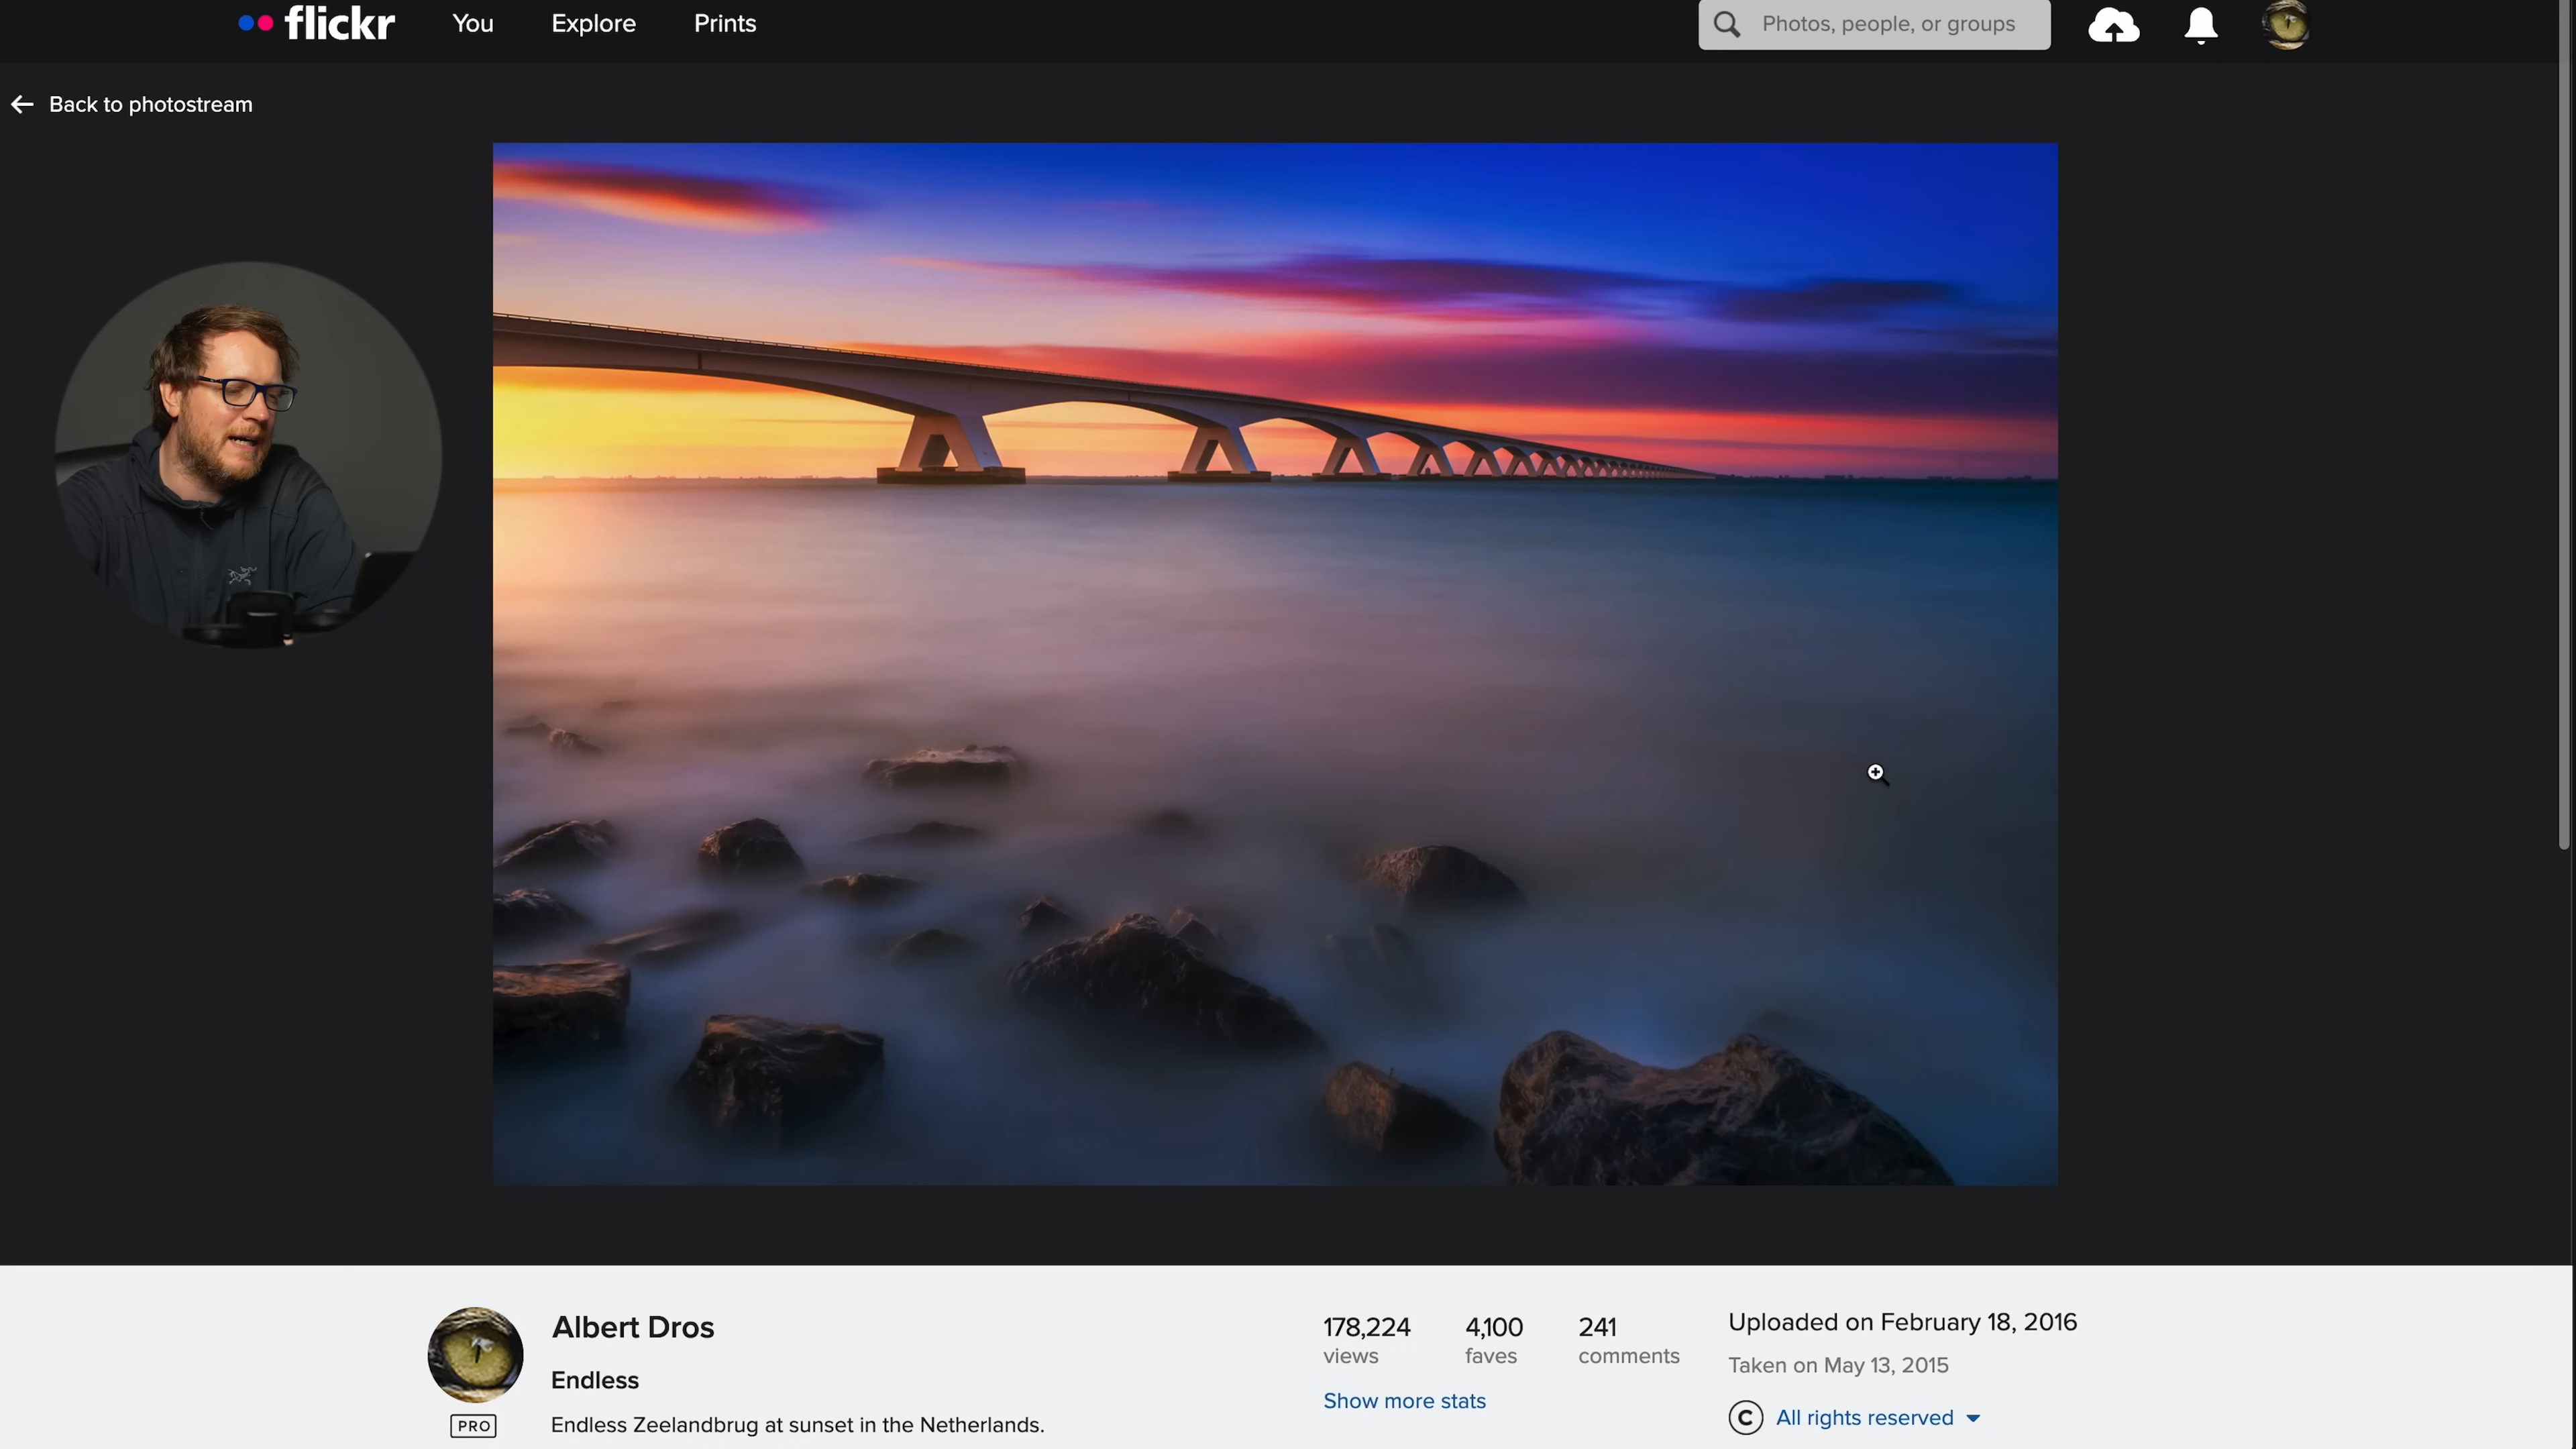 flickr You Explore Prints Photos, people, or groups
Back to photostream
Albert Dros
Endless
PRO Endless Zeelandbrug at sunset in the Netherlands.
178,224 4,100 241
views faves comments
Show more stats
Uploaded on February 18, 2016
Taken on May 13, 2015
C All rights reserved